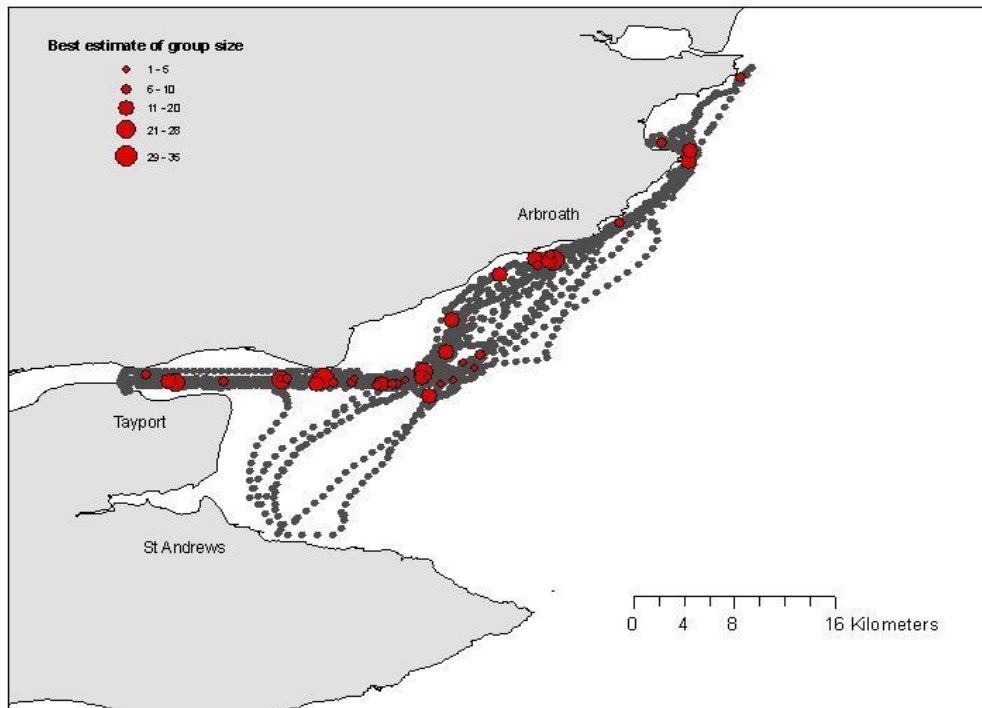 Best estimate of group size
1 - 5
6 - 10
11 - 20
21 - 28
29 - 35
Arbroath
Tayport
St Andrews
0 4 8 16 Kilometers